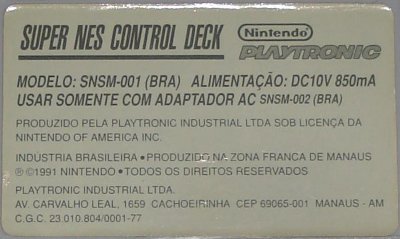 SUPER NES CONTROL DECK
Nintendo
PLAYTRONIC
MODELO: SNSM-001 (BRA) ALIMENTAÇÃO: DC10V 850mA
USAR SOMENTE COM ADAPTADOR AC SNSM-002 (BRA)
PRODUZIDO PELA PLAYTRONIC INDUSTRIAL LTDA SOB LICENÇA DA
NINTENDO OF AMERICA INC.
INDÚSTRIA BRASILEIRA • PRODUZIDO NA ZONA FRANCA DE MANAUS
® ©1991 NINTENDO • TODOS OS DIREITOS RESERVADOS
PLAYTRONIC INDUSTRIAL LTDA.
AV. CARVALHO LEAL, 1659 CACHOEIRINHA CEP 69065-001 MANAUS - AM
C.G.C. 23.010.804/0001-77